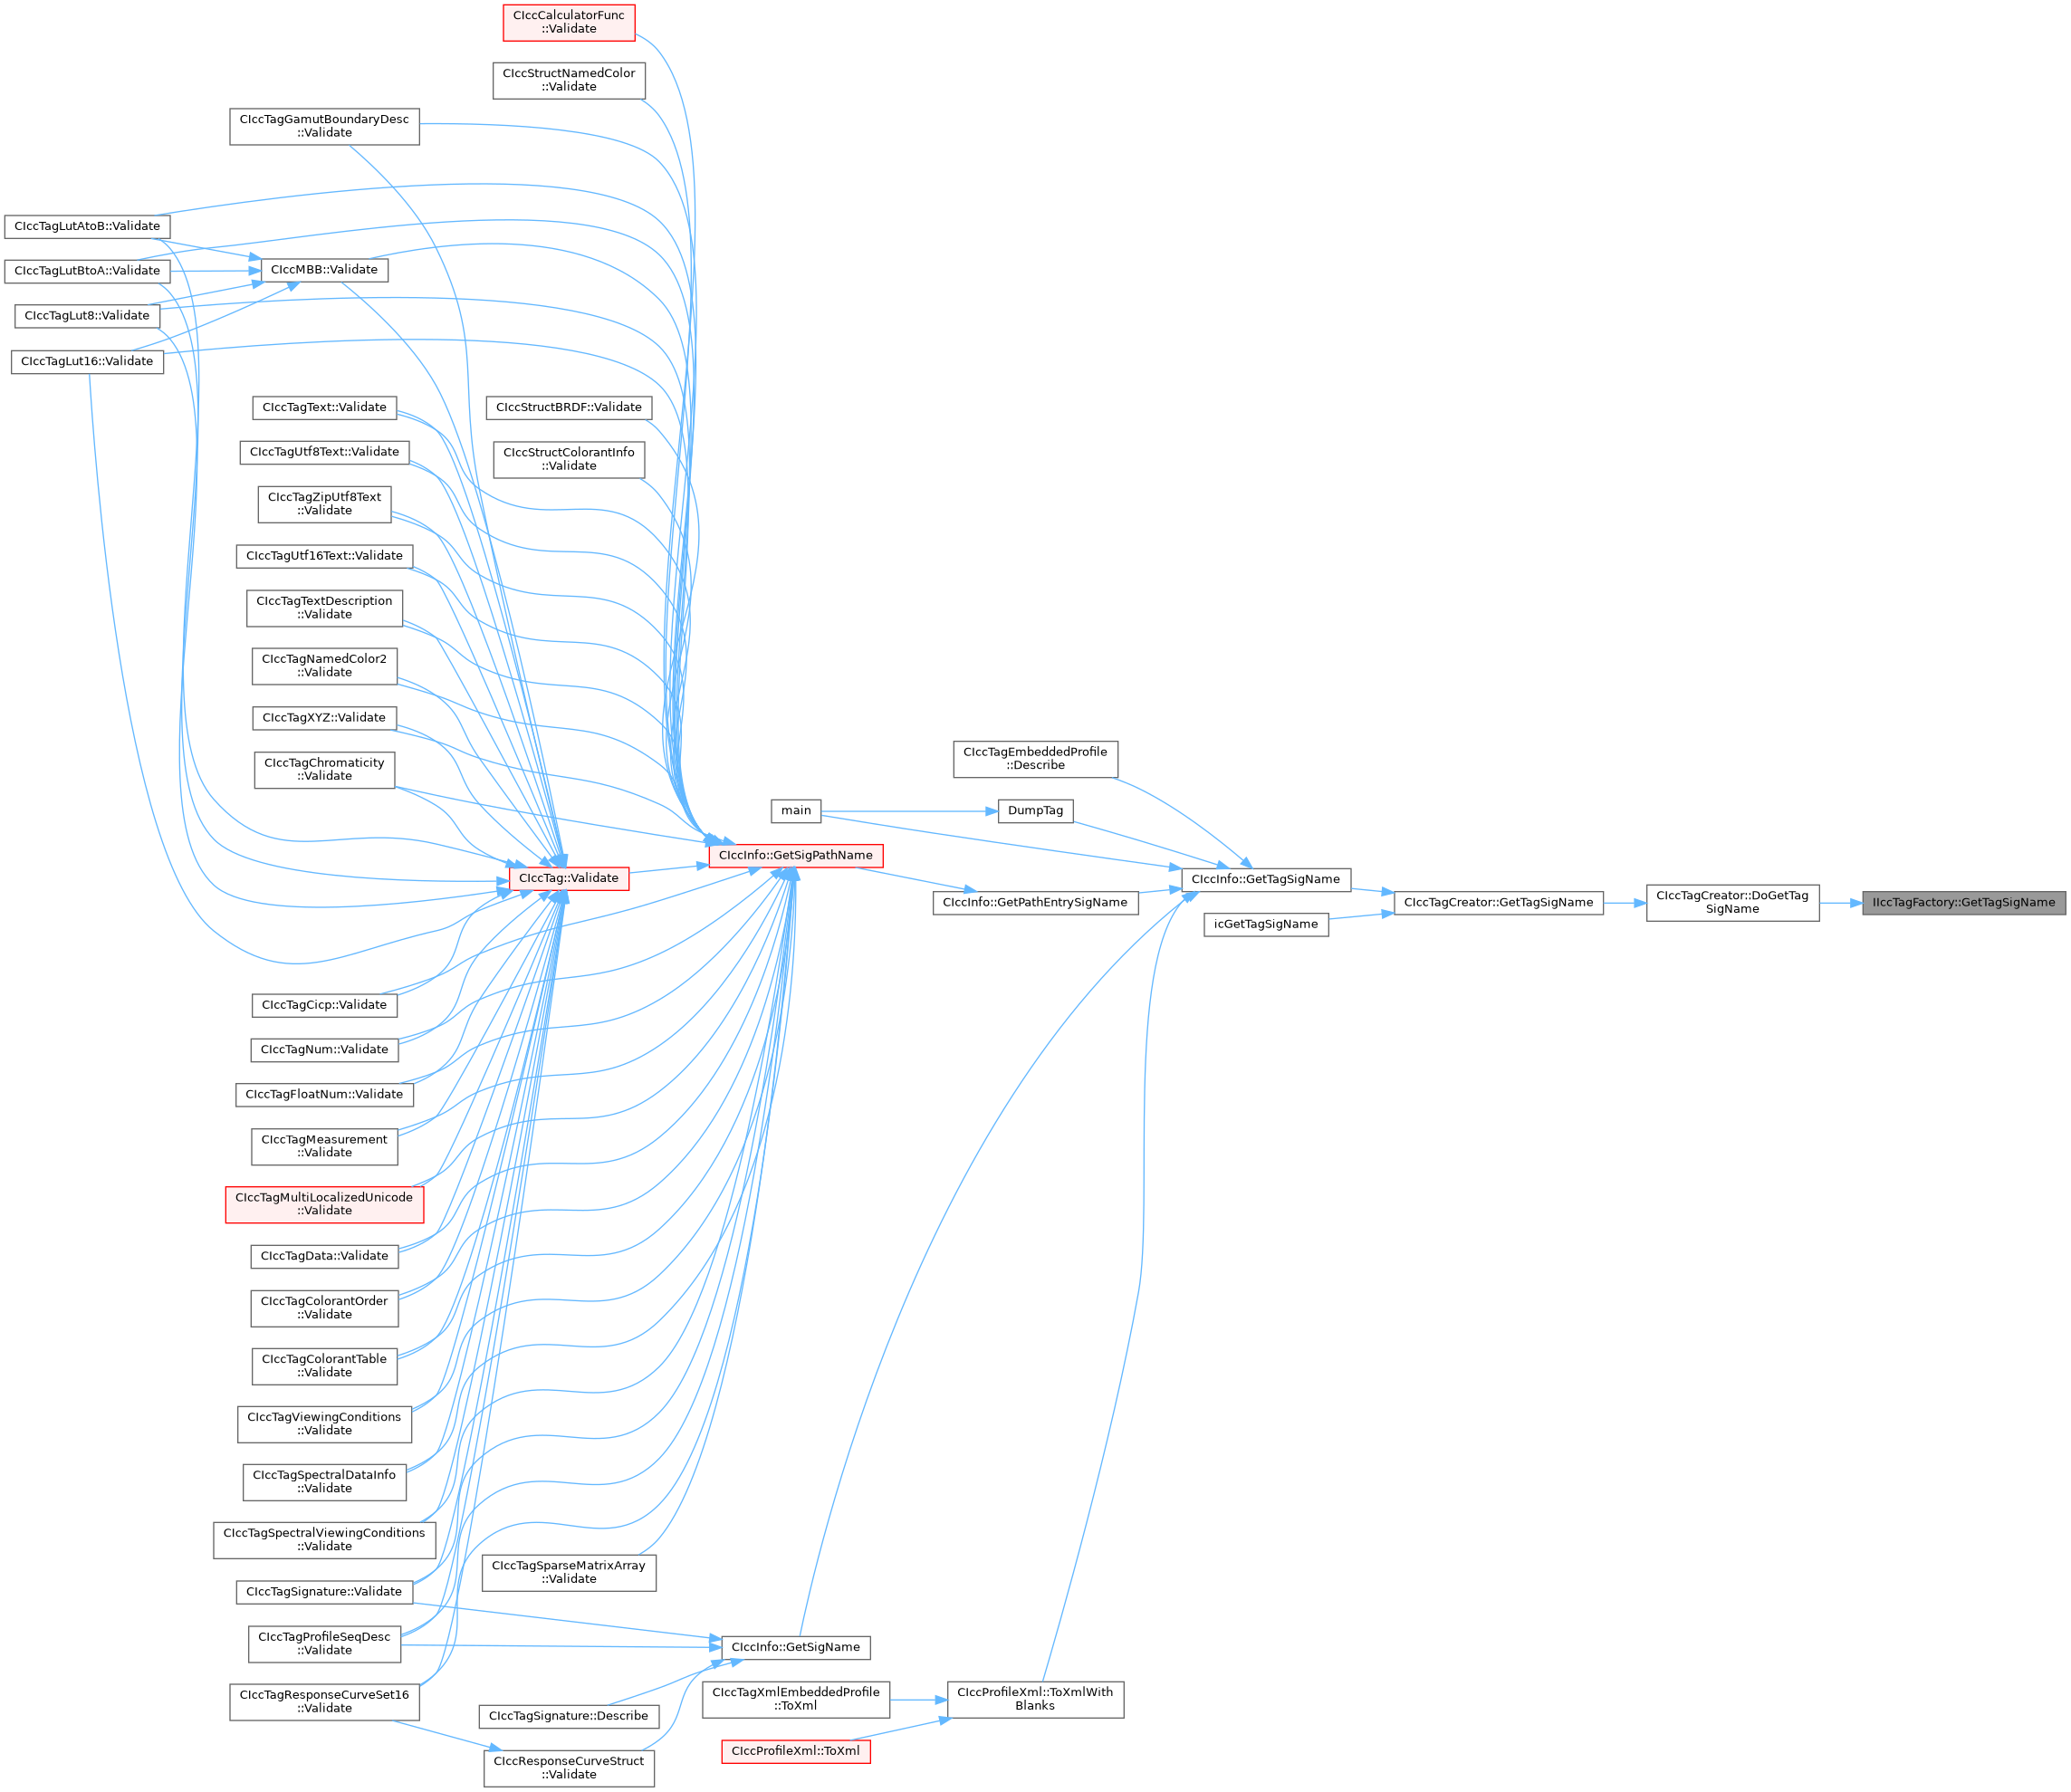 CIccCalculatorFunc
::Validate
CIccStructNamedColor
::Validate
CIccTagGamutBoundaryDesc
::Validate
CIccTagLutAtoB::Validate
CIccTagLutBtoA::Validate
CIccMBB::Validate
CIccTagLut8::Validate
CIccTagLut16::Validate
CIccTagText::Validate
CIccStructBRDF::Validate
CIccTagUtf8Text::Validate
CIccStructColorantInfo
::Validate
CIccTagZipUtf8Text
::Validate
CIccTagUtf16Text::Validate
CIccTagTextDescription
::Validate
CIccTagNamedColor2
::Validate
CIccTagXYZ::Validate
CIccTagChromaticity
::Validate
CIccTagEmbeddedProfile
::Describe
main
DumpTag
CIccInfo::GetSigPathName
CIccTag::Validate
CIccInfo::GetTagSigName
CIccInfo::GetPathEntrySigName
CIccTagCreator::GetTagSigName
CIccTagCreator::DoGetTag
SigName
IIccTagFactory::GetTagSigName
icGetTagSigName
CIccTagCicp::Validate
CIccTagNum::Validate
CIccTagFloatNum::Validate
CIccTagMeasurement
::Validate
CIccTagMultiLocalizedUnicode
::Validate
CIccTagData::Validate
CIccTagColorantOrder
::Validate
CIccTagColorantTable
::Validate
CIccTagViewingConditions
::Validate
CIccTagSpectralDataInfo
::Validate
CIccTagSpectralViewingConditions
::Validate
CIccTagSparseMatrixArray
::Validate
CIccTagSignature::Validate
CIccTagProfileSeqDesc
::Validate
CIccInfo::GetSigName
CIccTagResponseCurveSet16
::Validate
CIccTagSignature::Describe
CIccTagXmlEmbeddedProfile
::ToXml
CIccProfileXml::ToXmlWith
Blanks
CIccProfileXml::ToXml
CIccResponseCurveStruct
::Validate